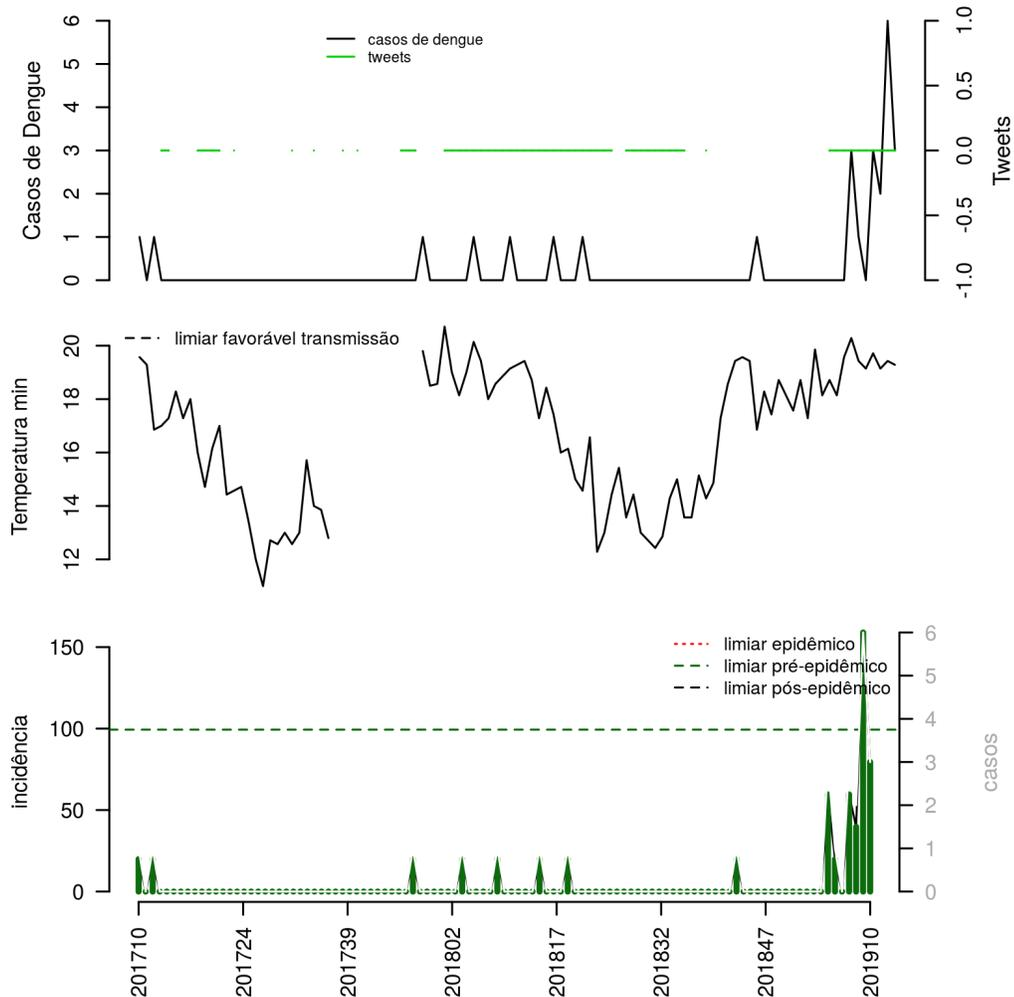 casos de dengue
tweets
Casos de Dengue
0 1 2 3 4 5 6
Tweets
-1.0 -0.5 0.0 0.5 1.0
limiar favorável transmissão
Temperatura min
12 14 16 18 20
limiar epidêmico
limiar pré-epidêmico
limiar pós-epidêmico
incidência
0 50 100 150
casos
0 1 2 3 4 5 6
201710 201724 201739 201802 201817 201832 201847 201910